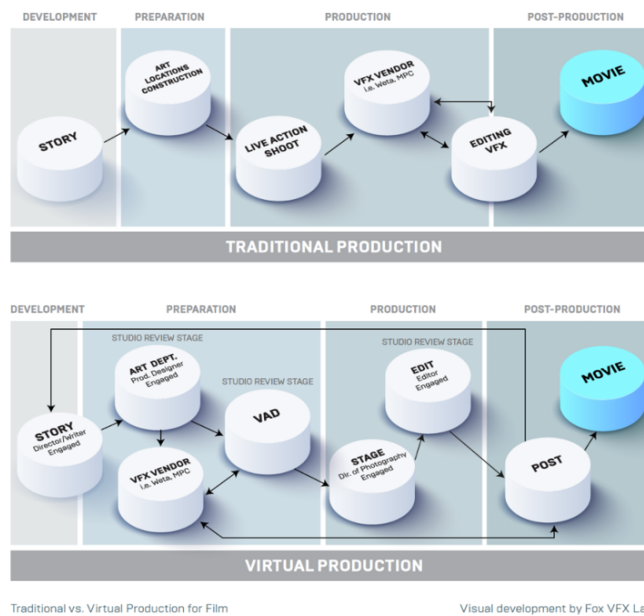 DEVELOPMENT
PREPARATION
PRODUCTION
POST-PRODUCTION
STORY
ART
LOCATIONS
CONSTRUCTION
LIVE ACTION
SHOOT
VFX VENDOR
i.e. Weta, MPC
EDITING
VFX
MOVIE
TRADITIONAL PRODUCTION
DEVELOPMENT
PREPARATION
PRODUCTION
POST-PRODUCTION
STUDIO REVIEW STAGE
STUDIO REVIEW STAGE
STUDIO REVIEW STAGE
STORY
Director/Writer
Engaged
ART DEPT.
Prod. Designer
Engaged
VFX VENDOR
i.e. Weta, MPC
VAD
STAGE
Dir. of Photography
Engaged
EDIT
Editor
Engaged
POST
MOVIE
VIRTUAL PRODUCTION
Traditional vs. Virtual Production for Film
Visual development by Fox VFX La